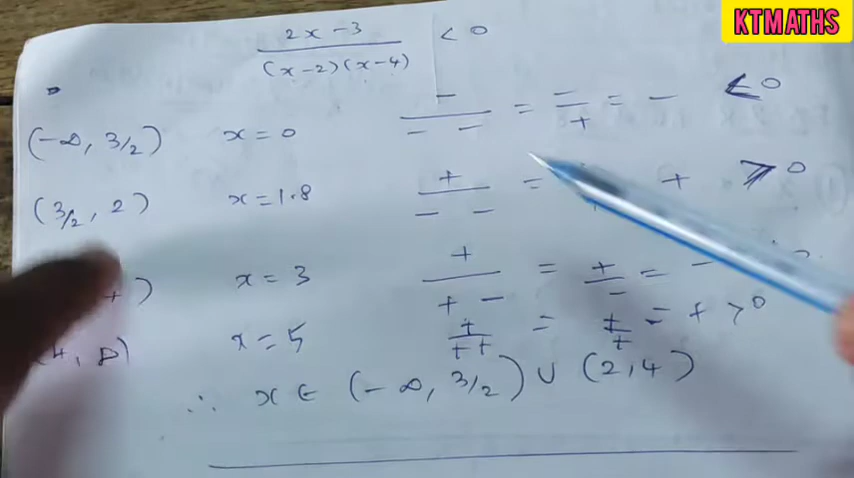 KTMATHS
(2x-3)/((x-2)(x-4)) < 0
(-∞, 3/2) x=0 -/(- -) = -/+ = - < 0
(3/2, 2) x=1.8 +/(- -) = + > 0
) x=3 +/(+ -) = +/- = -
(4, ∞) x=5 +/(+ +) = +/+ = + > 0
∴ x ∈ (-∞, 3/2) ∪ (2,4)